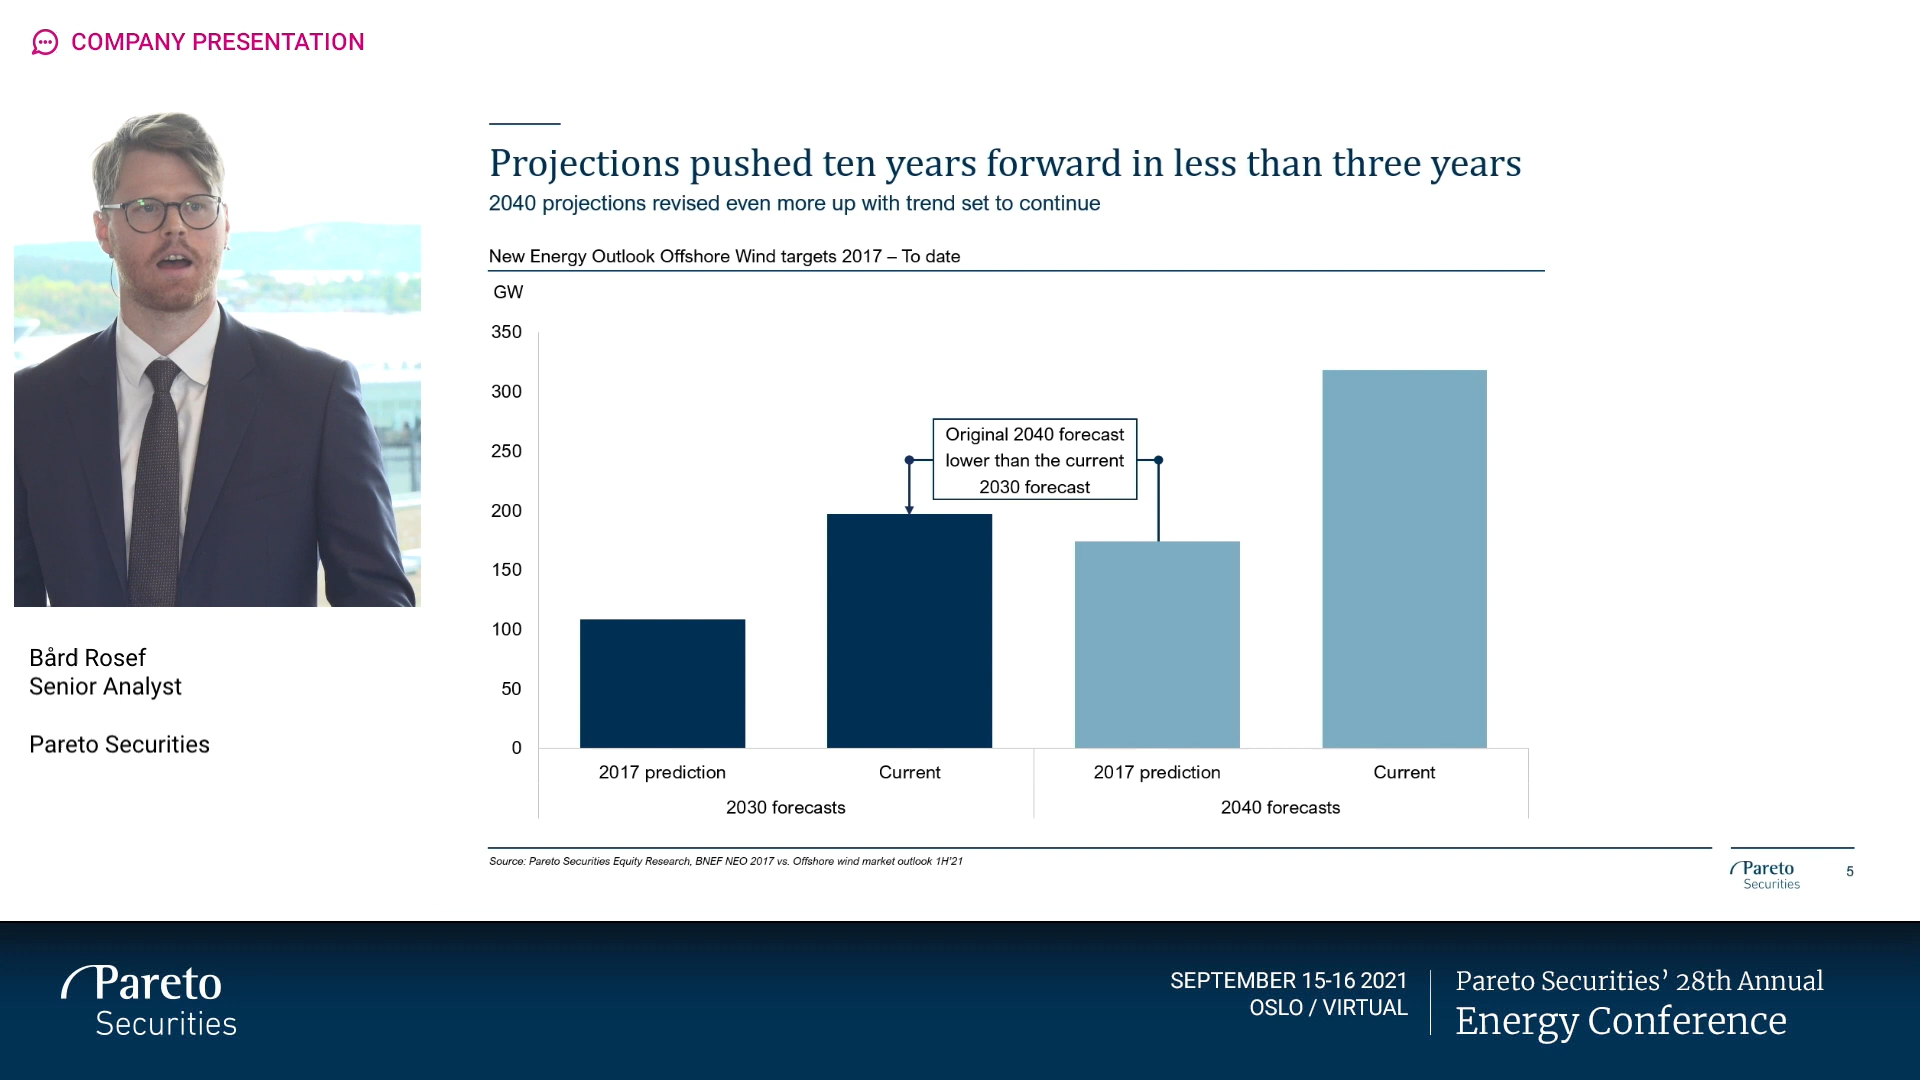 COMPANY PRESENTATION
Projections pushed ten years forward in less than three years
2040 projections revised even more up with trend set to continue
New Energy Outlook Offshore Wind targets 2017 – To date
GW
350
300
250
200
150
100
50
0
Original 2040 forecast
lower than the current
2030 forecast
2017 prediction
Current
2017 prediction
Current
2030 forecasts
2040 forecasts
Source: Pareto Securities Equity Research, BNEF NEO 2017 vs. Offshore wind market outlook 1H'21
Pareto
Securities
5
Bård Rosef
Senior Analyst
Pareto Securities
Pareto
Securities
SEPTEMBER 15-16 2021
OSLO / VIRTUAL
Pareto Securities’ 28th Annual
Energy Conference